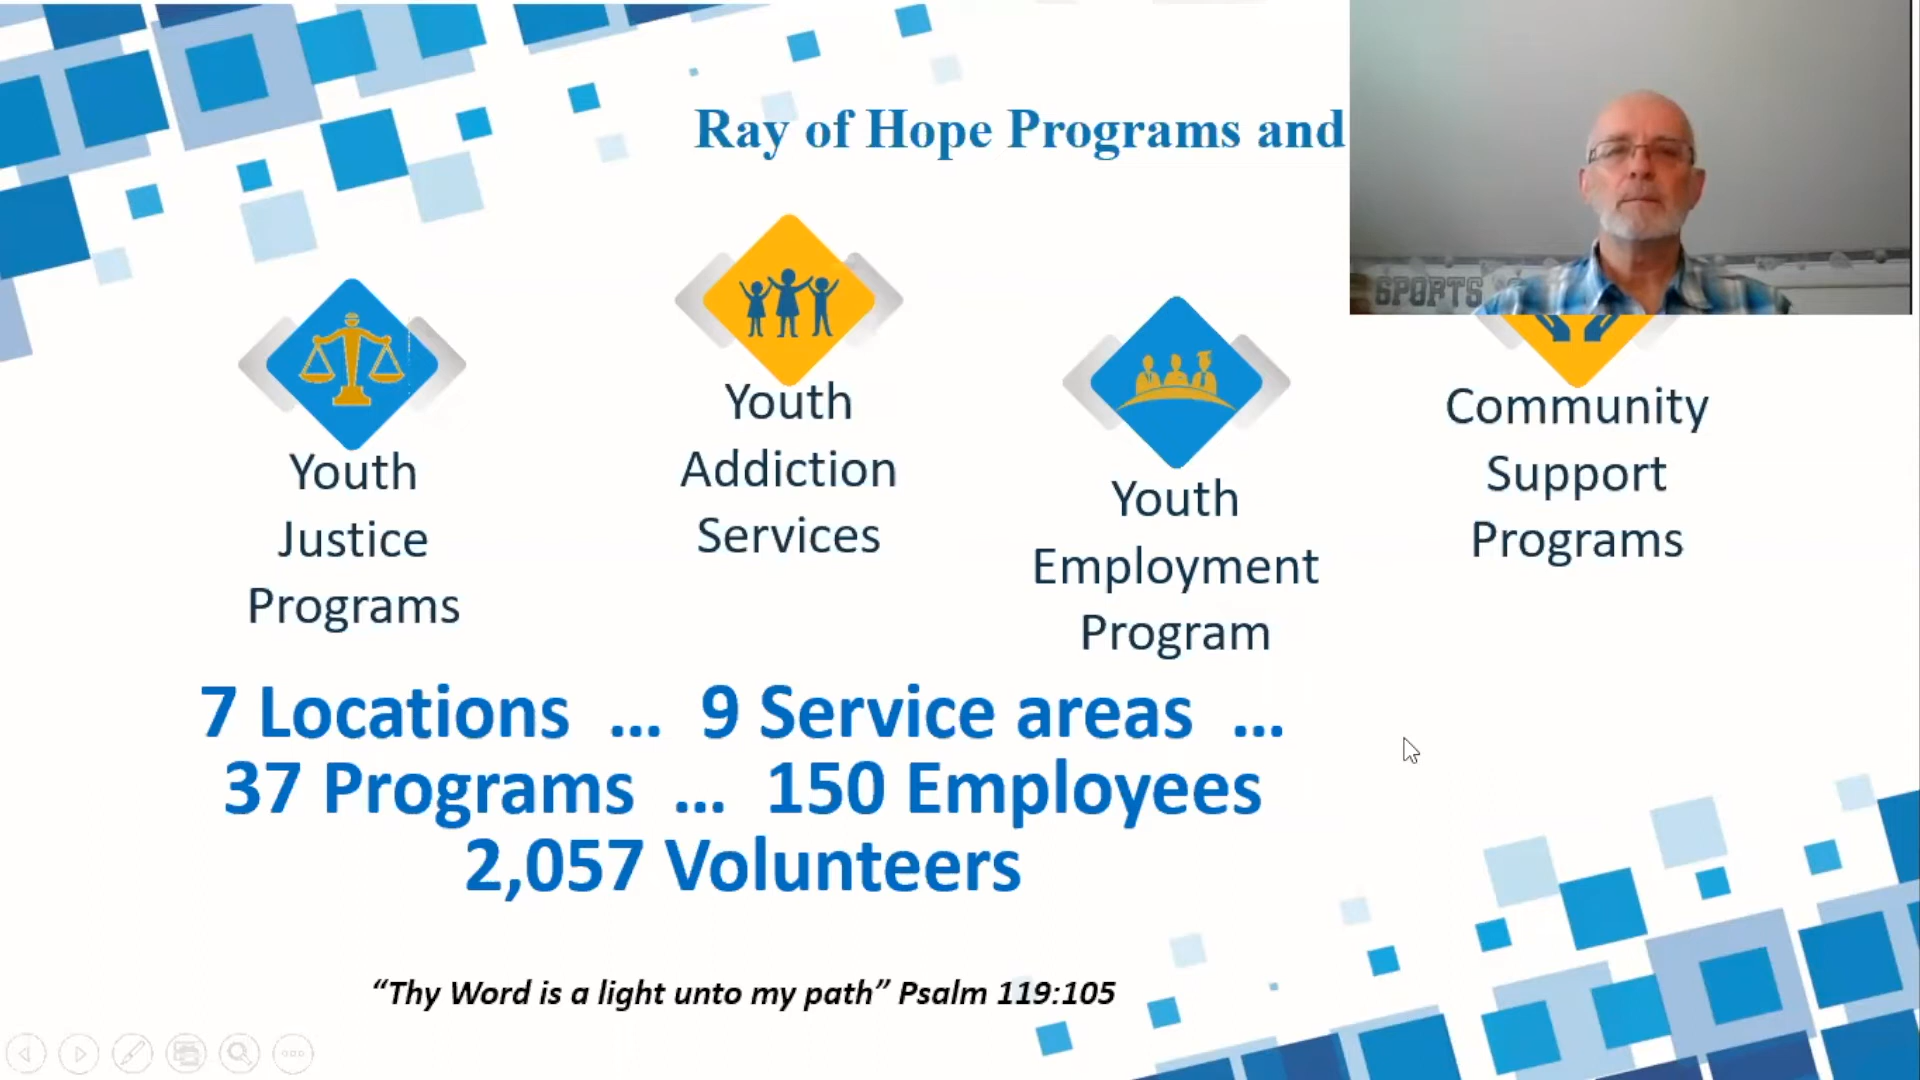 Ray of Hope Programs and
SPORTS
Youth
Justice
Programs
Youth
Addiction
Services
Youth
Employment
Program
Community
Support
Programs
7 Locations ... 9 Service areas ...
37 Programs ... 150 Employees
2,057 Volunteers
“Thy Word is a light unto my path” Psalm 119:105